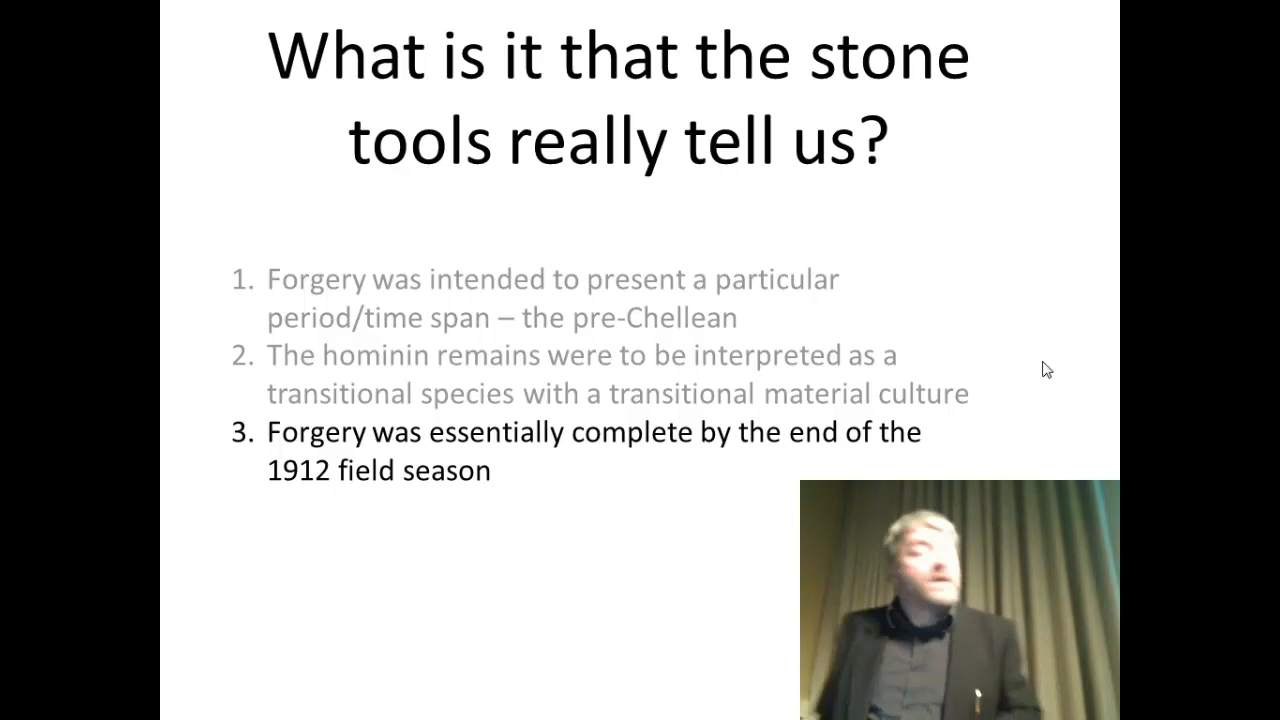 What is it that the stone
tools really tell us?
1. Forgery was intended to present a particular
period/time span – the pre-Chellean
2. The hominin remains were to be interpreted as a
transitional species with a transitional material culture
3. Forgery was essentially complete by the end of the
1912 field season